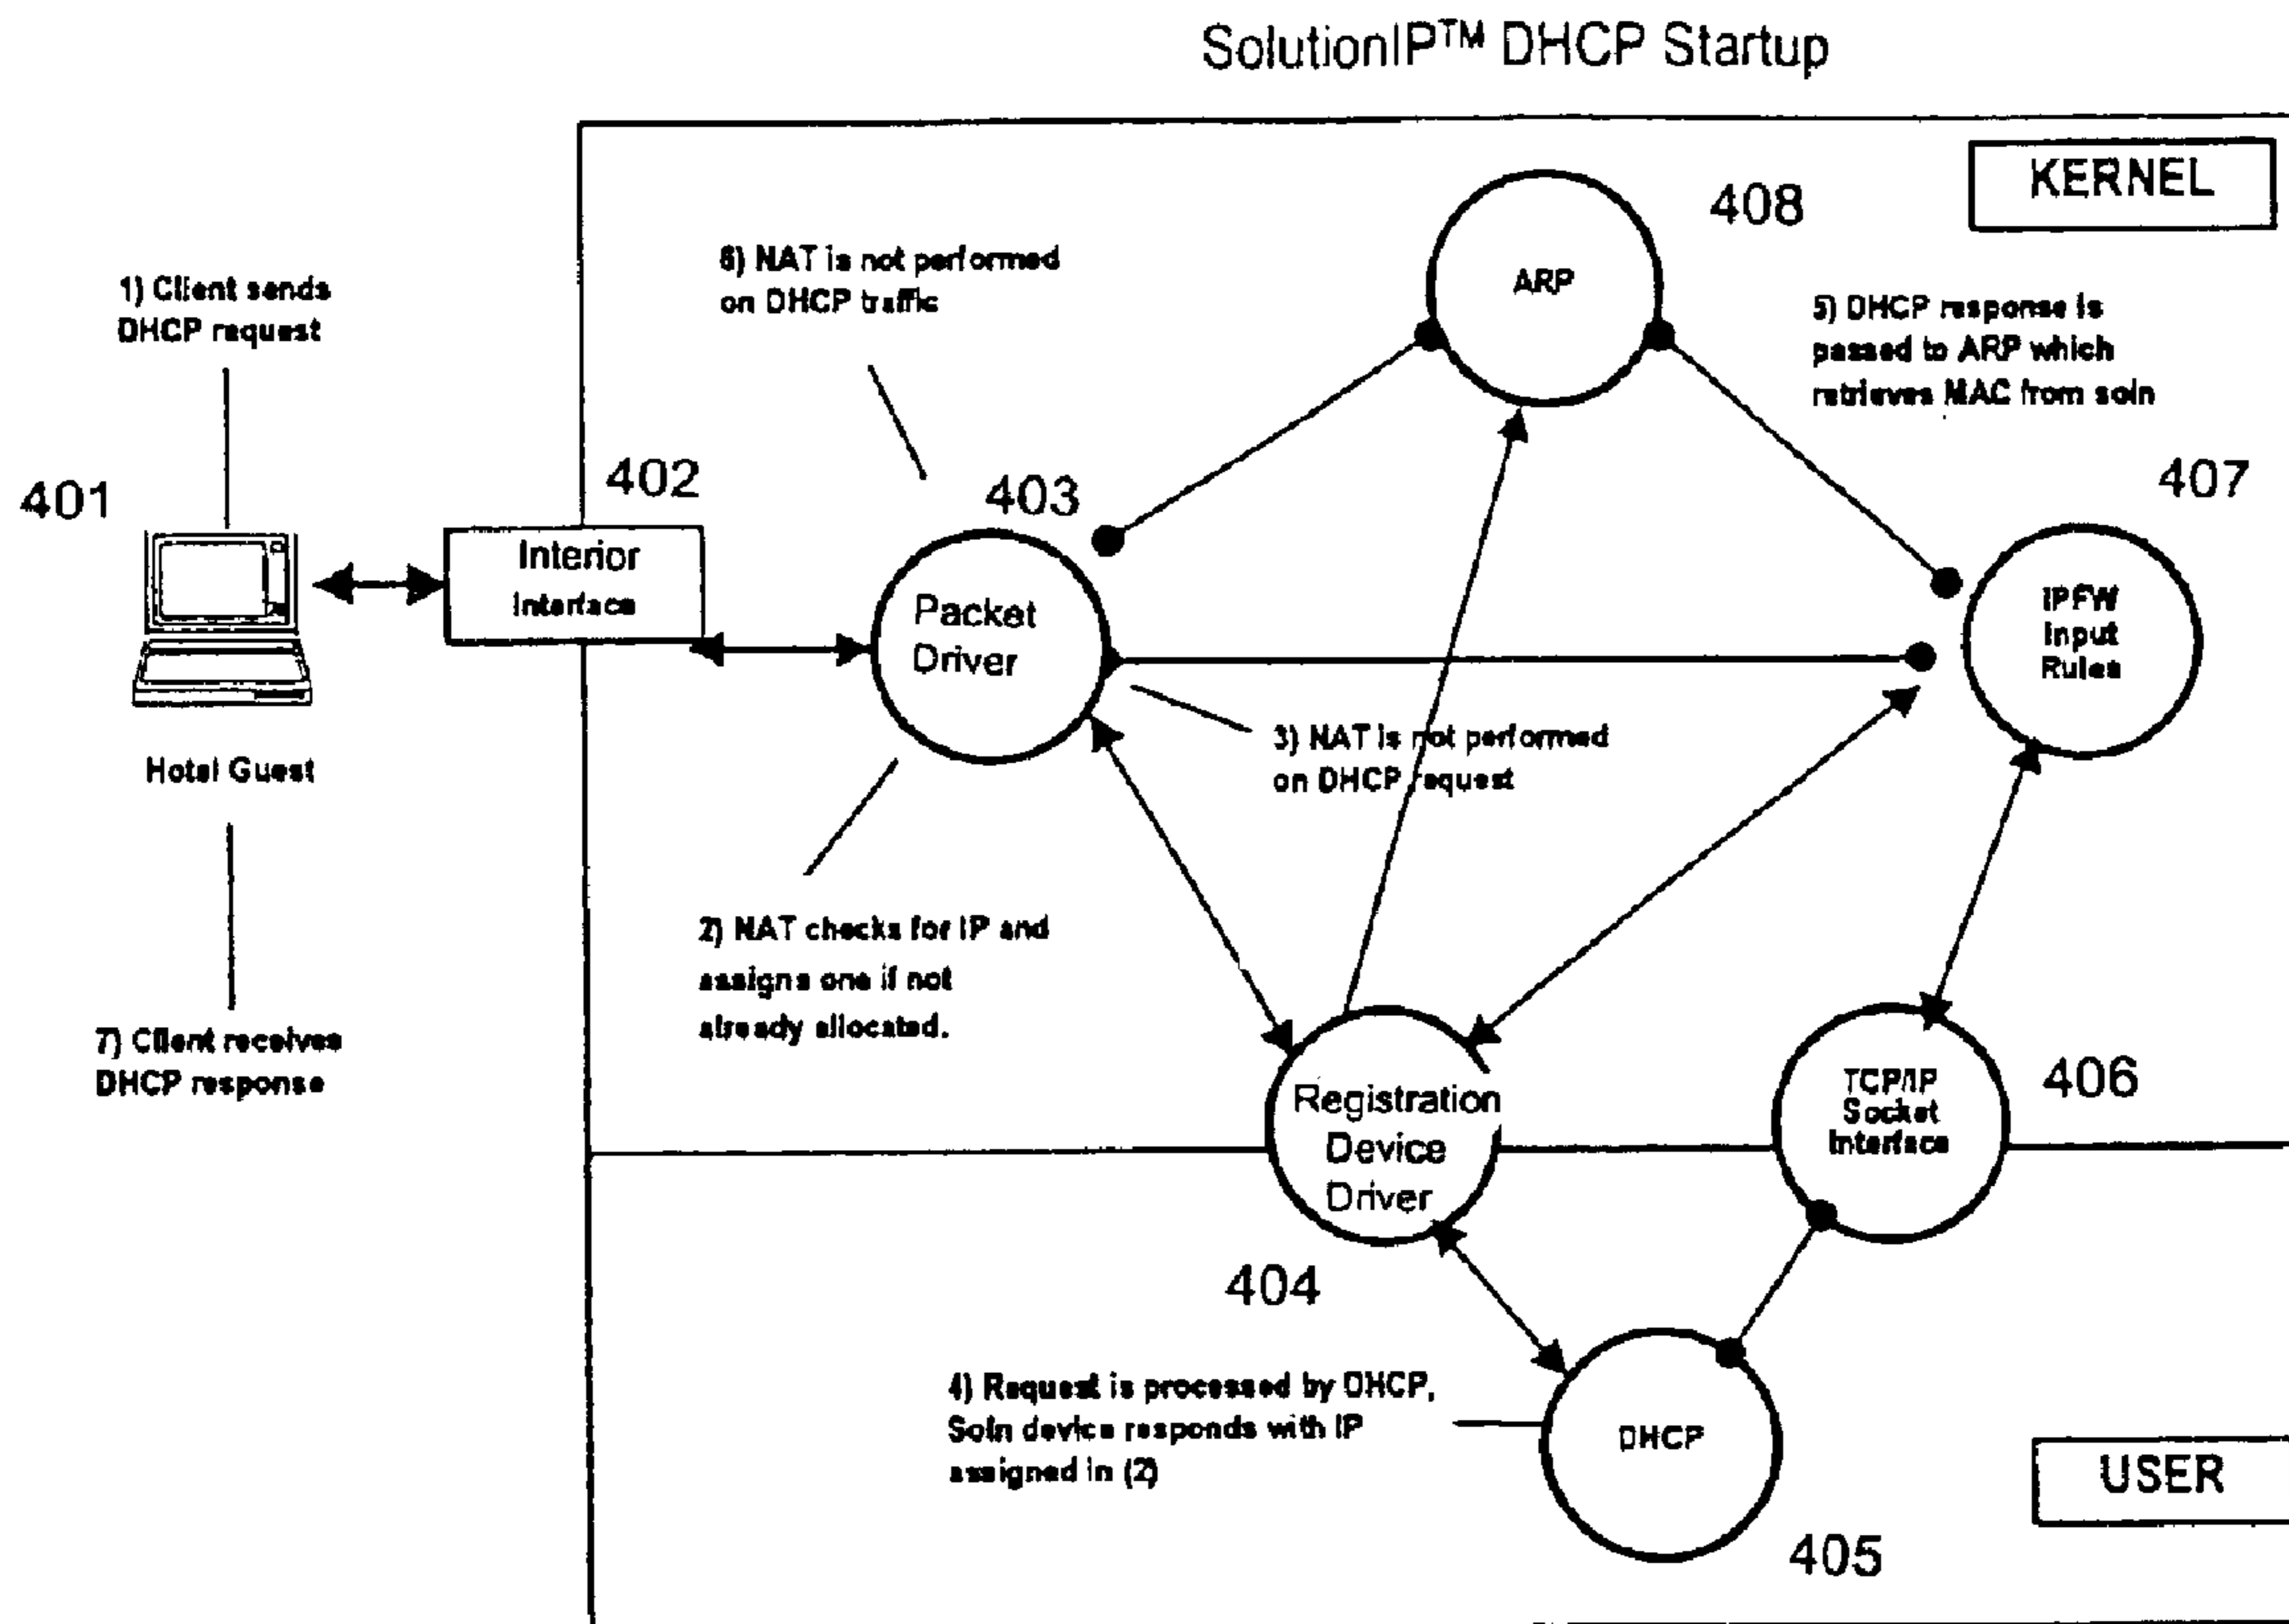 SolutionIP™ DHCP Startup
KERNEL
408
ARP
6) NAT is not performed
on DHCP traffic
1) Client sends
DHCP request
5) DHCP response is
passed to ARP which
retrieves MAC from soln
401
402
403
407
Interior
Interface
Packet
Driver
IPFW
Input
Rules
Hotel Guest
3) NAT is not performed
on DHCP request
2) NAT checks for IP and
assigns one if not
already allocated.
7) Client receives
DHCP response
Registration
Device
Driver
TCP/IP
Socket
Interface
406
404
4) Request is processed by DHCP,
Soln device responds with IP
assigned in (2)
DHCP
USER
405